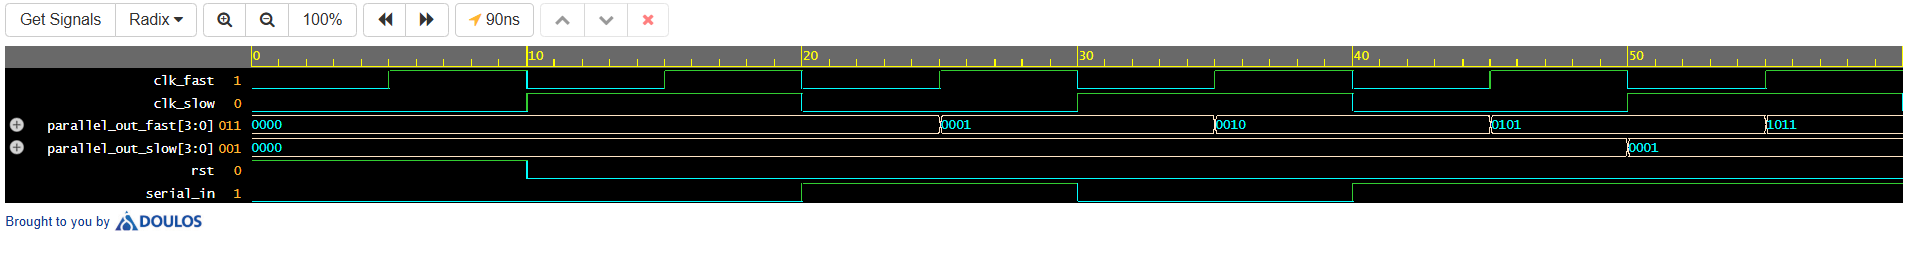 Get Signals Radix 100% 90ns
0 10 20 30 40 50
clk_fast 1
clk_slow 0
parallel_out_fast[3:0] 011 0000 0001 0010 0101 1011
parallel_out_slow[3:0] 001 0000 0001
rst 0
serial_in 1
Brought to you by DOULOS